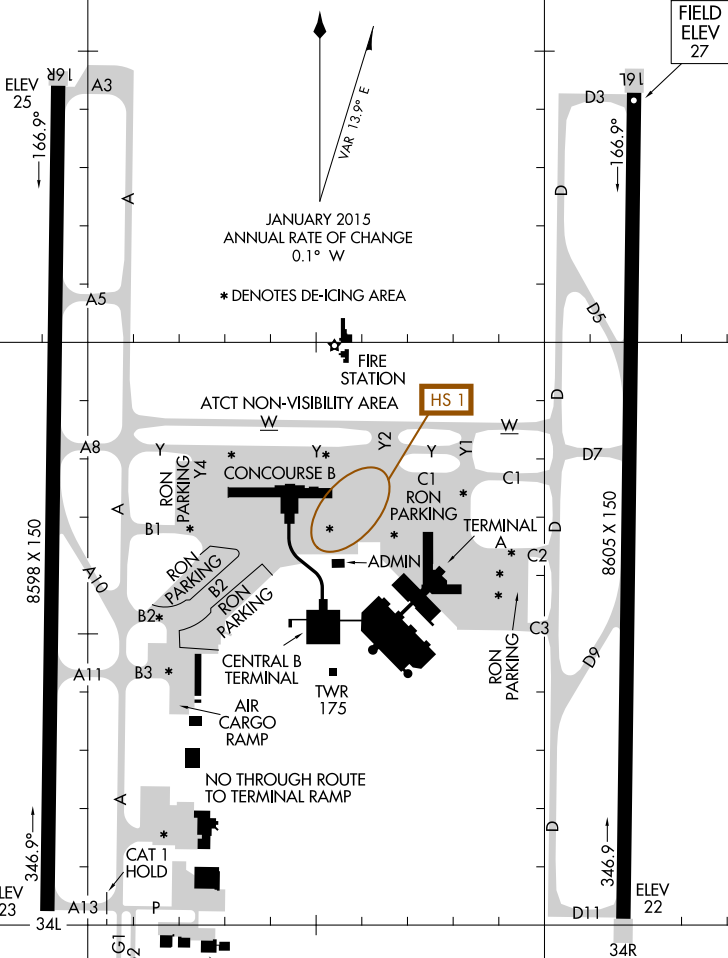 FIELD
ELEV
27
16R
ELEV
25
A3
16L
D3
166.9°
166.9°
VAR 13.9° E
A
D
JANUARY 2015
ANNUAL RATE OF CHANGE
0.1° W
* DENOTES DE-ICING AREA
A5
D5
FIRE
STATION
HS 1
D
ATCT NON-VISIBILITY AREA
W
W
A8
Y
Y4
Y
Y2
Y
Y1
D7
RON
PARKING
CONCOURSE B
C1
RON
PARKING
C1
A
B1
TERMINAL
A
D
C2
8598 X 150
8605 X 150
A10
RON
PARKING
B2
RON
PARKING
ADMIN
B2
C3
RON
PARKING
D9
CENTRAL B
TERMINAL
A11
B3
TWR
175
AIR
CARGO
RAMP
NO THROUGH ROUTE
TO TERMINAL RAMP
A
D
346.9°
346.9
CAT 1
HOLD
ELEV
22
A13
P
D11
34L
34R
G1